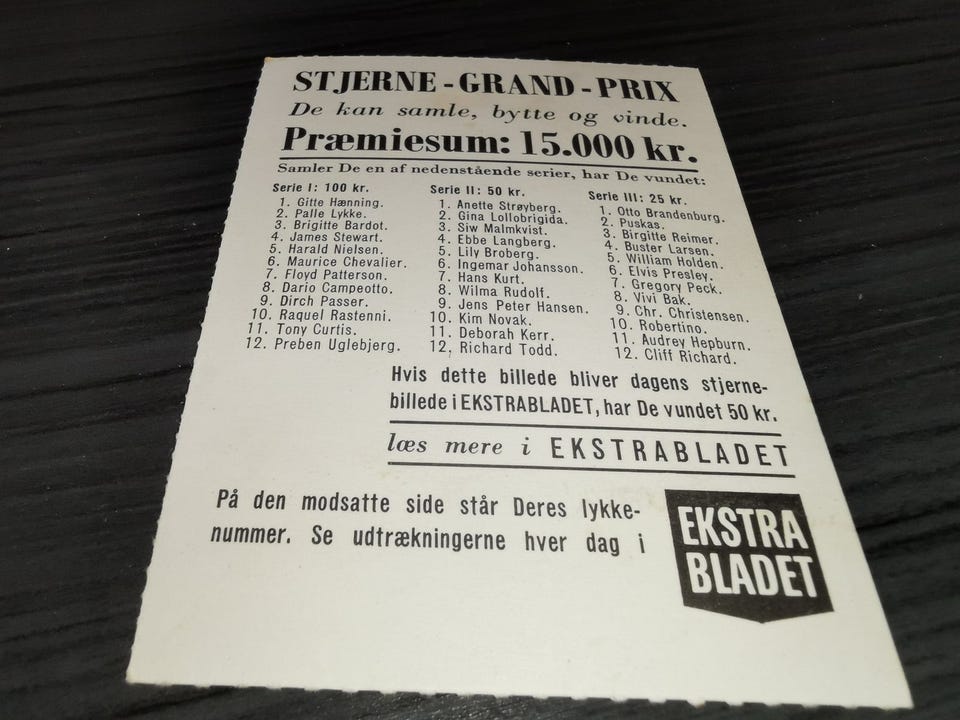 STJERNE-GRAND-PRIX
De kan samle, bytte og vinde.
Præmiesum: 15.000 kr.
Samler De en af nedenstående serier, har De vundet:
Serie I: 100 kr.
1. Gitte Hænning.
2. Palle Lykke.
3. Brigitte Bardot.
4. James Stewart.
5. Harald Nielsen.
6. Maurice Chevalier.
7. Floyd Patterson.
8. Dario Campeotto.
9. Dirch Passer.
10. Raquel Rastenni.
11. Tony Curtis.
12. Preben Uglebjerg.
Serie II: 50 kr.
1. Anette Strøyberg.
2. Gina Lollobrigida.
3. Siw Malmkvist.
4. Ebbe Langberg.
5. Lily Broberg.
6. Ingemar Johansson.
7. Hans Kurt.
8. Wilma Rudolf.
9. Jens Peter Hansen.
10. Kim Novak.
11. Deborah Kerr.
12. Richard Todd.
Serie III: 25 kr.
1. Otto Brandenburg.
2. Puskas.
3. Birgitte Reimer.
4. Buster Larsen.
5. William Holden.
6. Elvis Presley.
7. Gregory Peck.
8. Vivi Bak.
9. Chr. Christensen.
10. Robertino.
11. Audrey Hepburn.
12. Cliff Richard.
Hvis dette billede bliver dagens stjerne-
billede i EKSTRABLADET, har De vundet 50 kr.
læs mere i EKSTRABLADET
På den modsatte side står Deres lykke-
nummer. Se udtrækningerne hver dag i
EKSTRA
BLADET